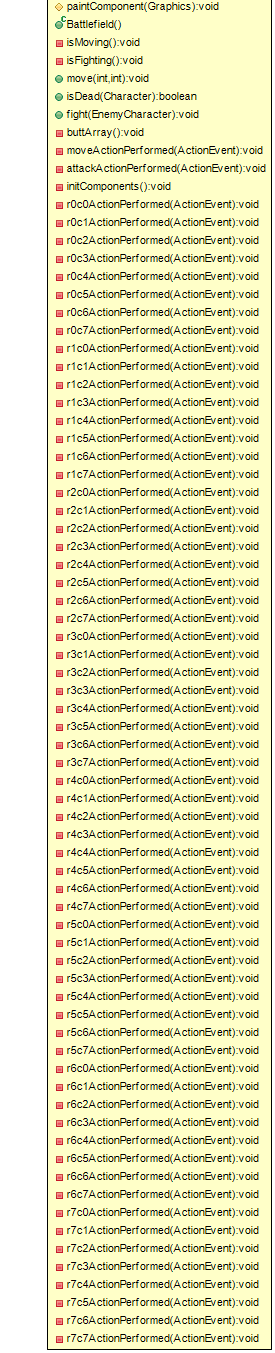 paintComponent(Graphics):void
Battlefield()
isMoving():void
isFighting():void
move(int,int):void
isDead(Character):boolean
fight(EnemyCharacter):void
buttArray():void
moveActionPerformed(ActionEvent):void
attackActionPerformed(ActionEvent):void
initComponents():void
r0c0ActionPerformed(ActionEvent):void
r0c1ActionPerformed(ActionEvent):void
r0c2ActionPerformed(ActionEvent):void
r0c3ActionPerformed(ActionEvent):void
r0c4ActionPerformed(ActionEvent):void
r0c5ActionPerformed(ActionEvent):void
r0c6ActionPerformed(ActionEvent):void
r0c7ActionPerformed(ActionEvent):void
r1c0ActionPerformed(ActionEvent):void
r1c1ActionPerformed(ActionEvent):void
r1c2ActionPerformed(ActionEvent):void
r1c3ActionPerformed(ActionEvent):void
r1c4ActionPerformed(ActionEvent):void
r1c5ActionPerformed(ActionEvent):void
r1c6ActionPerformed(ActionEvent):void
r1c7ActionPerformed(ActionEvent):void
r2c0ActionPerformed(ActionEvent):void
r2c1ActionPerformed(ActionEvent):void
r2c2ActionPerformed(ActionEvent):void
r2c3ActionPerformed(ActionEvent):void
r2c4ActionPerformed(ActionEvent):void
r2c5ActionPerformed(ActionEvent):void
r2c6ActionPerformed(ActionEvent):void
r2c7ActionPerformed(ActionEvent):void
r3c0ActionPerformed(ActionEvent):void
r3c1ActionPerformed(ActionEvent):void
r3c2ActionPerformed(ActionEvent):void
r3c3ActionPerformed(ActionEvent):void
r3c4ActionPerformed(ActionEvent):void
r3c5ActionPerformed(ActionEvent):void
r3c6ActionPerformed(ActionEvent):void
r3c7ActionPerformed(ActionEvent):void
r4c0ActionPerformed(ActionEvent):void
r4c1ActionPerformed(ActionEvent):void
r4c2ActionPerformed(ActionEvent):void
r4c3ActionPerformed(ActionEvent):void
r4c4ActionPerformed(ActionEvent):void
r4c5ActionPerformed(ActionEvent):void
r4c6ActionPerformed(ActionEvent):void
r4c7ActionPerformed(ActionEvent):void
r5c0ActionPerformed(ActionEvent):void
r5c1ActionPerformed(ActionEvent):void
r5c2ActionPerformed(ActionEvent):void
r5c3ActionPerformed(ActionEvent):void
r5c4ActionPerformed(ActionEvent):void
r5c5ActionPerformed(ActionEvent):void
r5c6ActionPerformed(ActionEvent):void
r5c7ActionPerformed(ActionEvent):void
r6c0ActionPerformed(ActionEvent):void
r6c1ActionPerformed(ActionEvent):void
r6c2ActionPerformed(ActionEvent):void
r6c3ActionPerformed(ActionEvent):void
r6c4ActionPerformed(ActionEvent):void
r6c5ActionPerformed(ActionEvent):void
r6c6ActionPerformed(ActionEvent):void
r6c7ActionPerformed(ActionEvent):void
r7c0ActionPerformed(ActionEvent):void
r7c1ActionPerformed(ActionEvent):void
r7c2ActionPerformed(ActionEvent):void
r7c3ActionPerformed(ActionEvent):void
r7c4ActionPerformed(ActionEvent):void
r7c5ActionPerformed(ActionEvent):void
r7c6ActionPerformed(ActionEvent):void
r7c7ActionPerformed(ActionEvent):void